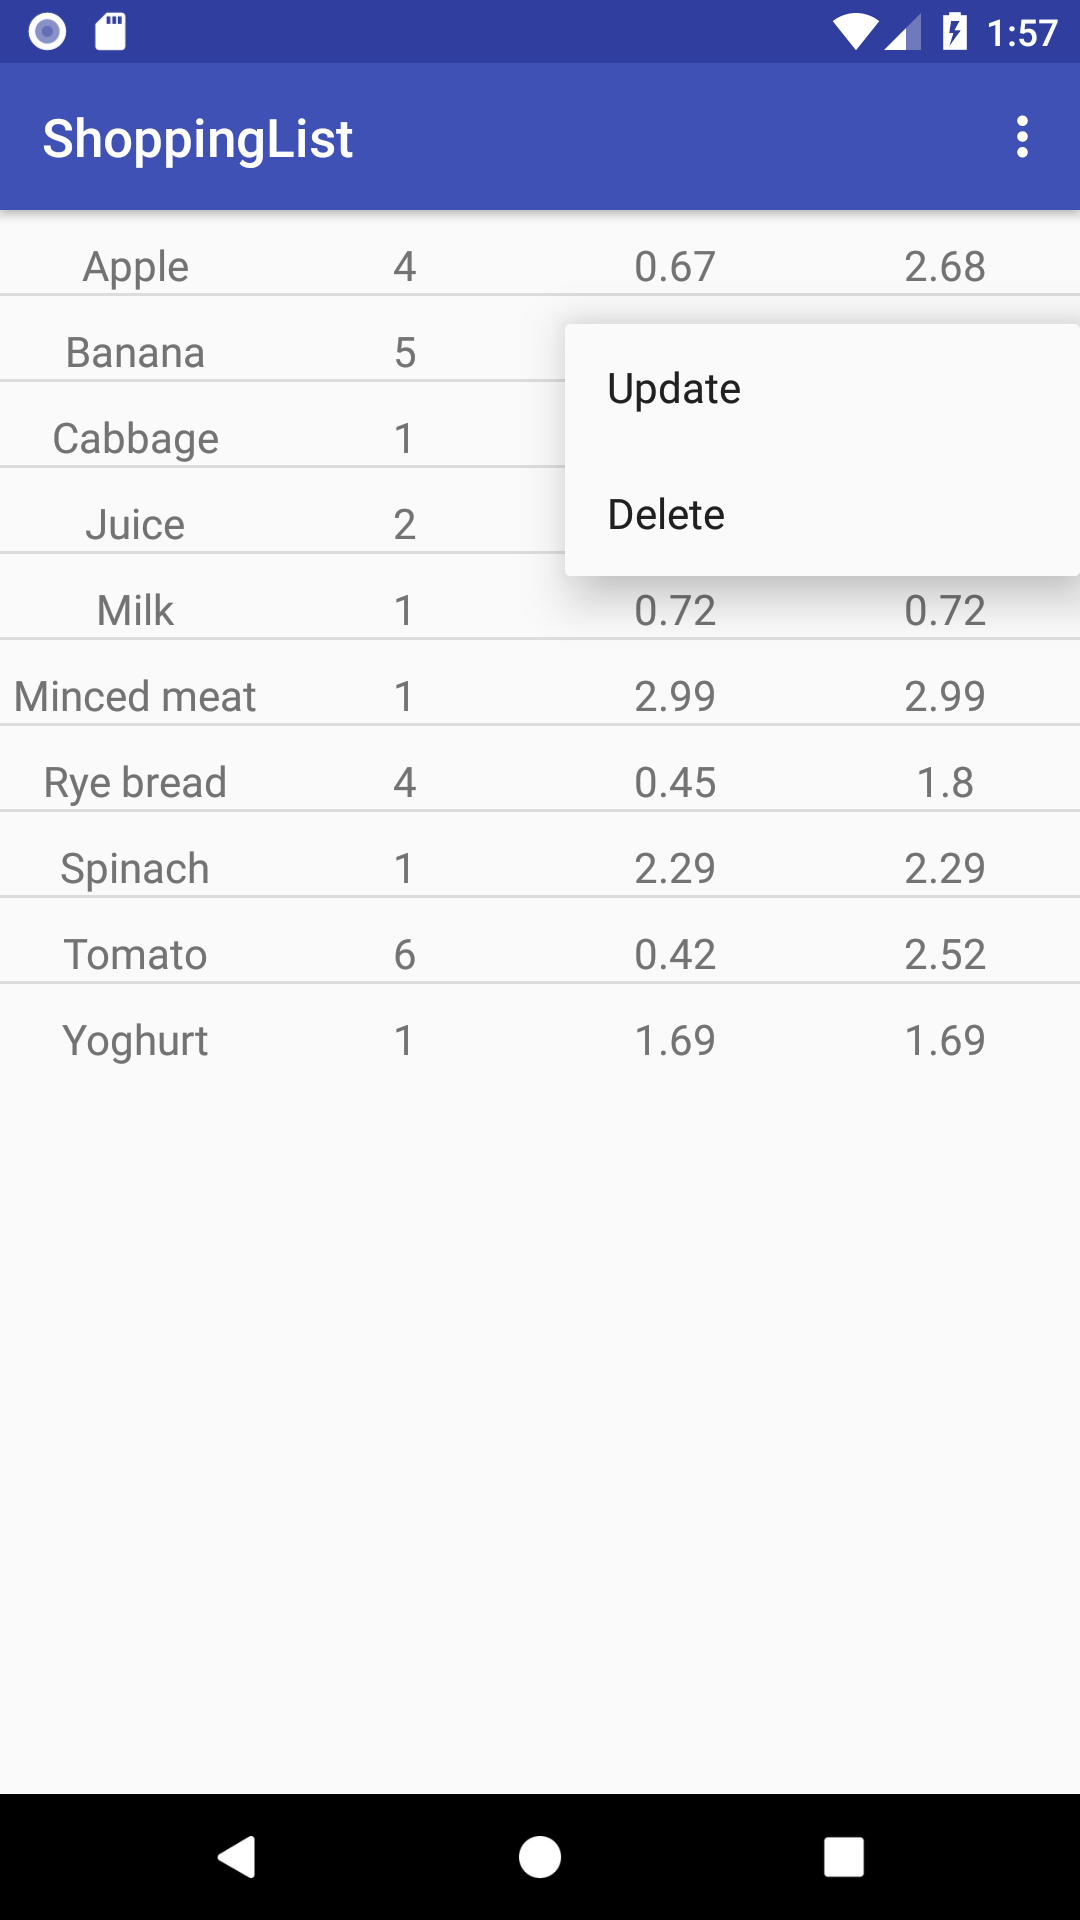 1:57
ShoppingList
Apple 4 0.67 2.68
Banana 5
Update
Cabbage 1
Juice 2
Delete
Milk 1 0.72 0.72
Minced meat 1 2.99 2.99
Rye bread 4 0.45 1.8
Spinach 1 2.29 2.29
Tomato 6 0.42 2.52
Yoghurt 1 1.69 1.69